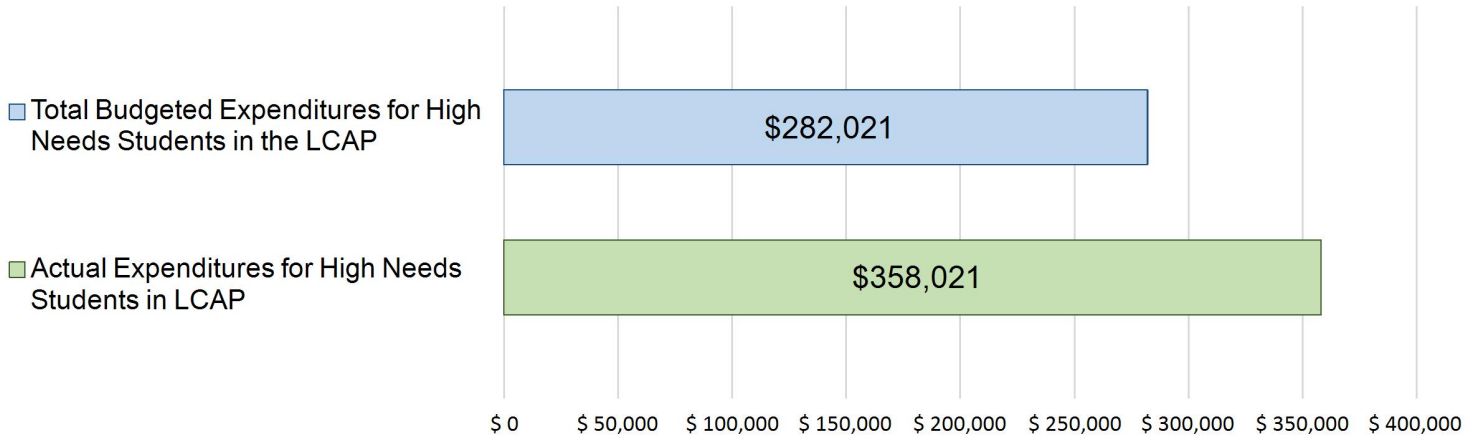 Total Budgeted Expenditures for High
Needs Students in the LCAP
$282,021
Actual Expenditures for High Needs
Students in LCAP
$358,021
$ 0 $ 50,000 $ 100,000 $ 150,000 $ 200,000 $ 250,000 $ 300,000 $ 350,000 $ 400,000